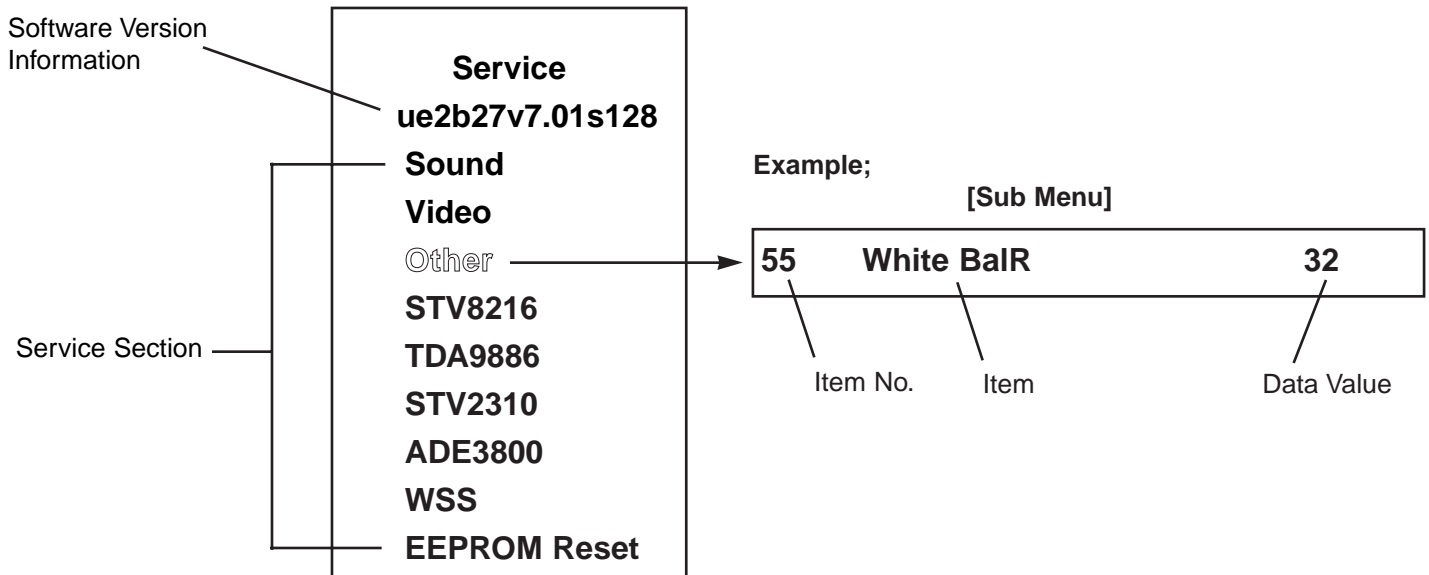 Software Version
Information
Service
ue2b27v7.01s128
Sound
Video
Other
STV8216
TDA9886
STV2310
ADE3800
WSS
EEPROM Reset
Service Section
Example;
[Sub Menu]
55 White BalR 32
Item No. Item Data Value